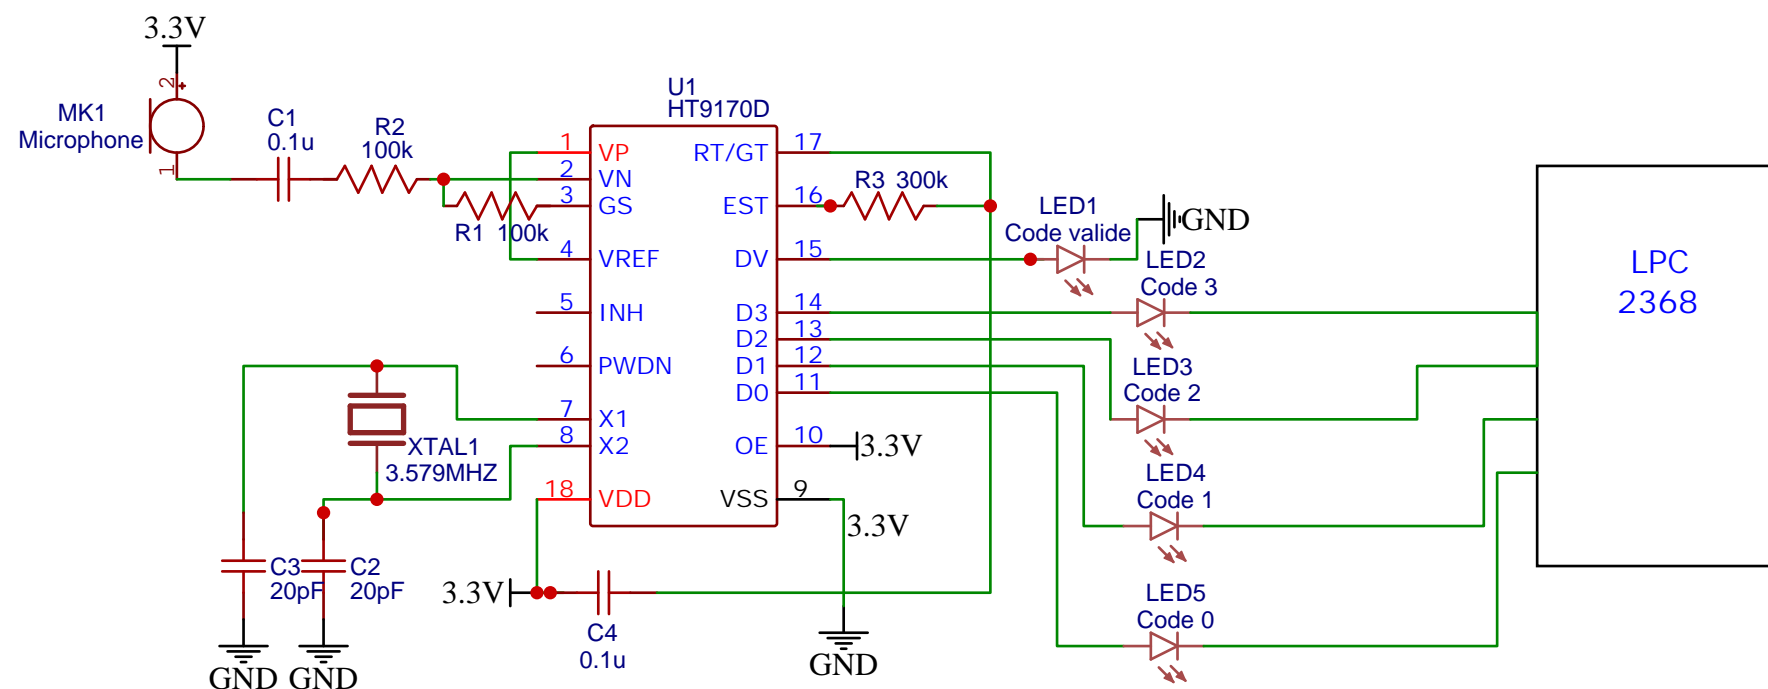 3.3V
MK1
Microphone
2
1
C1
0.1u
R2
100k
R1 100k
U1
HT9170D
1
VP
2
VN
3
GS
4
VREF
5
INH
6
PWDN
7
X1
8
X2
18
VDD
17
RT/GT
16
EST
15
DV
14
D3
13
D2
12
D1
11
D0
10
OE
9
VSS
R3 300k
LED1
Code valide
GND
LED2
Code 3
LED3
Code 2
LED4
Code 1
LED5
Code 0
LPC
2368
3.3V
3.3V
XTAL1
3.579MHZ
C3
20pF
C2
20pF
GND
GND
3.3V
C4
0.1u
GND